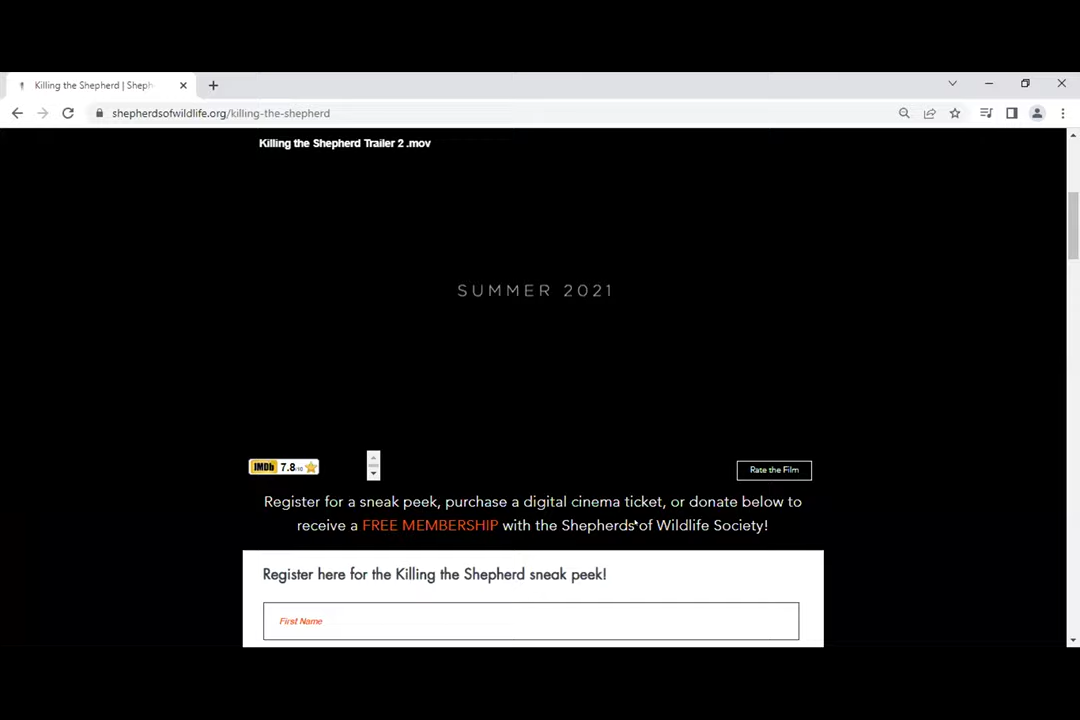 Killing the Shepherd | Sheph
shepherdsofwildlife.org/killing-the-shepherd
Killing the Shepherd Trailer 2 .mov
SUMMER 2021
IMDb 7.8/10
Rate the Film
Register for a sneak peek, purchase a digital cinema ticket, or donate below to
receive a FREE MEMBERSHIP with the Shepherds of Wildlife Society!
Register here for the Killing the Shepherd sneak peek!
First Name